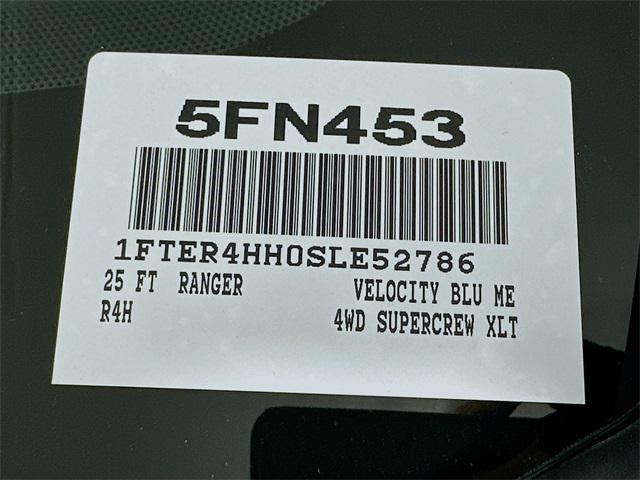 5FN453
1FTER4HH0SLE52786
25 FT RANGER VELOCITY BLU ME
R4H 4WD SUPERCREW XLT